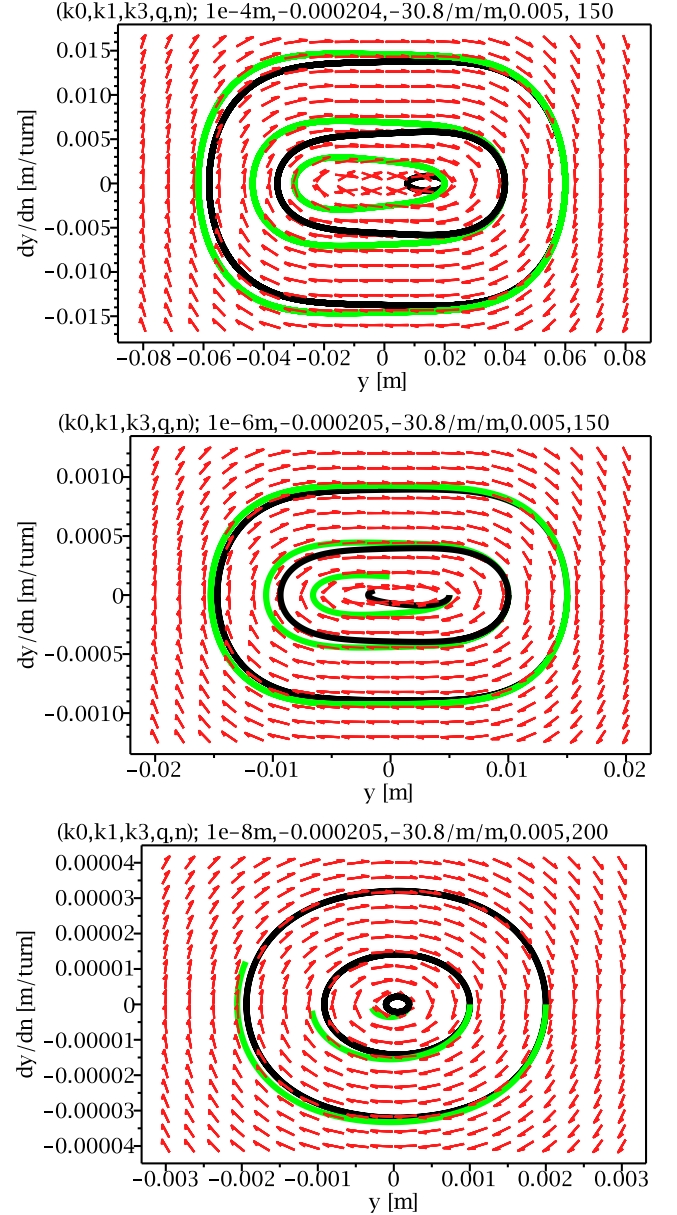 (k0,k1,k3,q,n); 1e−4m,−0.000204,−30.8/m/m,0.005, 150
0.015
0.010
0.005
0
−0.005
−0.010
−0.015
dy/dn [m/turn]
−0.08 −0.06 −0.04 −0.02 0 0.02 0.04 0.06 0.08
y [m]
(k0,k1,k3,q,n); 1e−6m,−0.000205,−30.8/m/m,0.005,150
0.0010
0.0005
0
−0.0005
−0.0010
dy/dn [m/turn]
−0.02 −0.01 0 0.01 0.02
y [m]
(k0,k1,k3,q,n); 1e−8m,−0.000205,−30.8/m/m,0.005,200
0.00004
0.00003
0.00002
0.00001
0
−0.00001
−0.00002
−0.00003
−0.00004
dy/dn [m/turn]
−0.003 −0.002 −0.001 0 0.001 0.002 0.003
y [m]